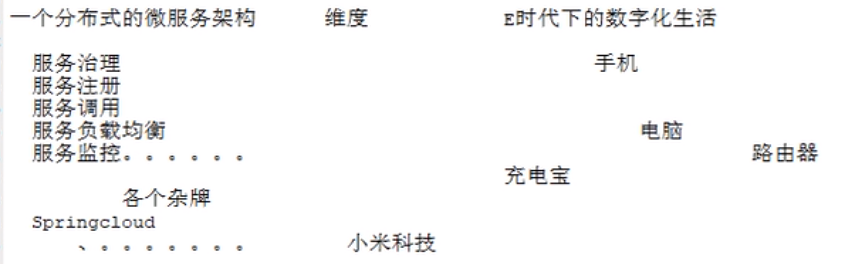 一个分布式的微服务架构 维度 E时代下的数字化生活
服务治理 手机
服务注册
服务调用
服务负载均衡 电脑
服务监控。。。。。。 路由器
充电宝
各个杂牌
Springcloud
、。。。。。。。 小米科技